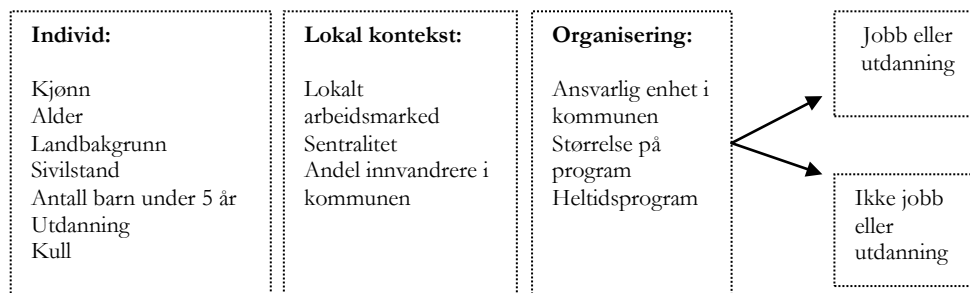 Individ:
Kjønn
Alder
Landbakgrunn
Sivilstand
Antall barn under 5 år
Utdanning
Kull
Lokal kontekst:
Lokalt
arbeidsmarked
Sentralitet
Andel innvandrere i
kommunen
Organisering:
Ansvarlig enhet i
kommunen
Størrelse på
program
Heltidsprogram
Jobb eller
utdanning
Ikke jobb
eller
utdanning